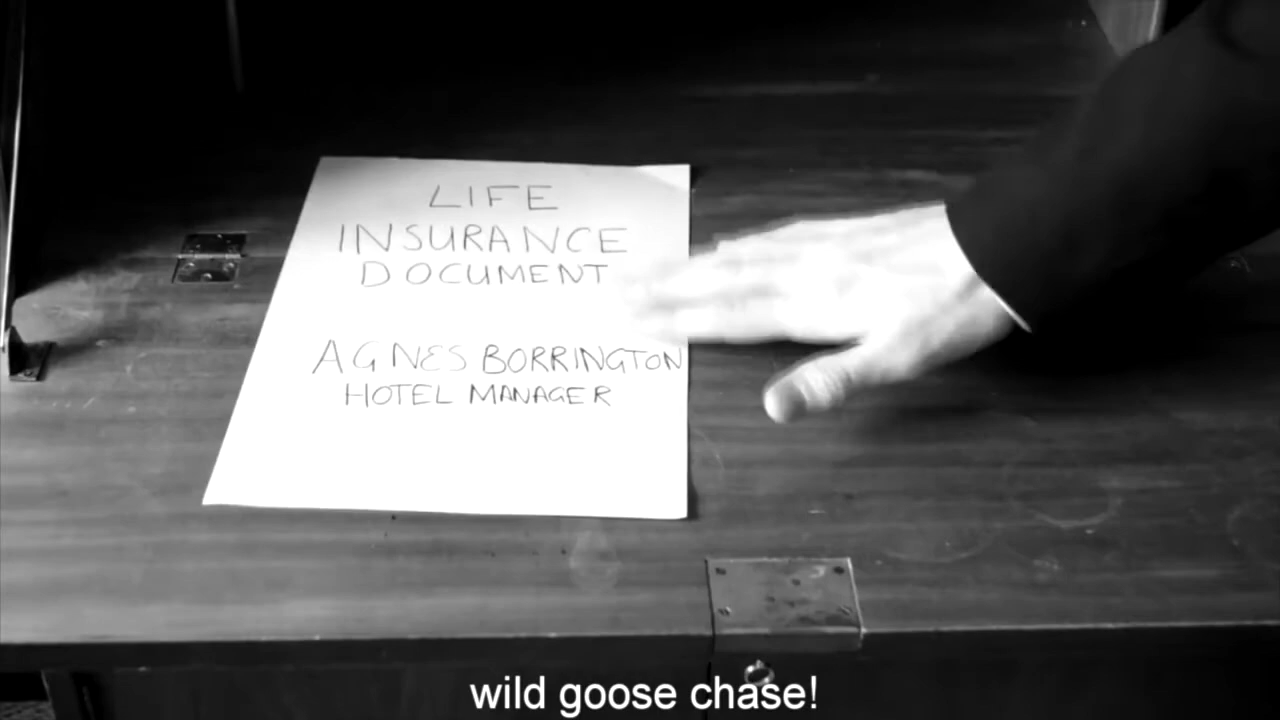 LIFE
INSURANCE
DOCUMENT
AGNES BORRINGTON
HOTEL MANAGER
wild goose chase!